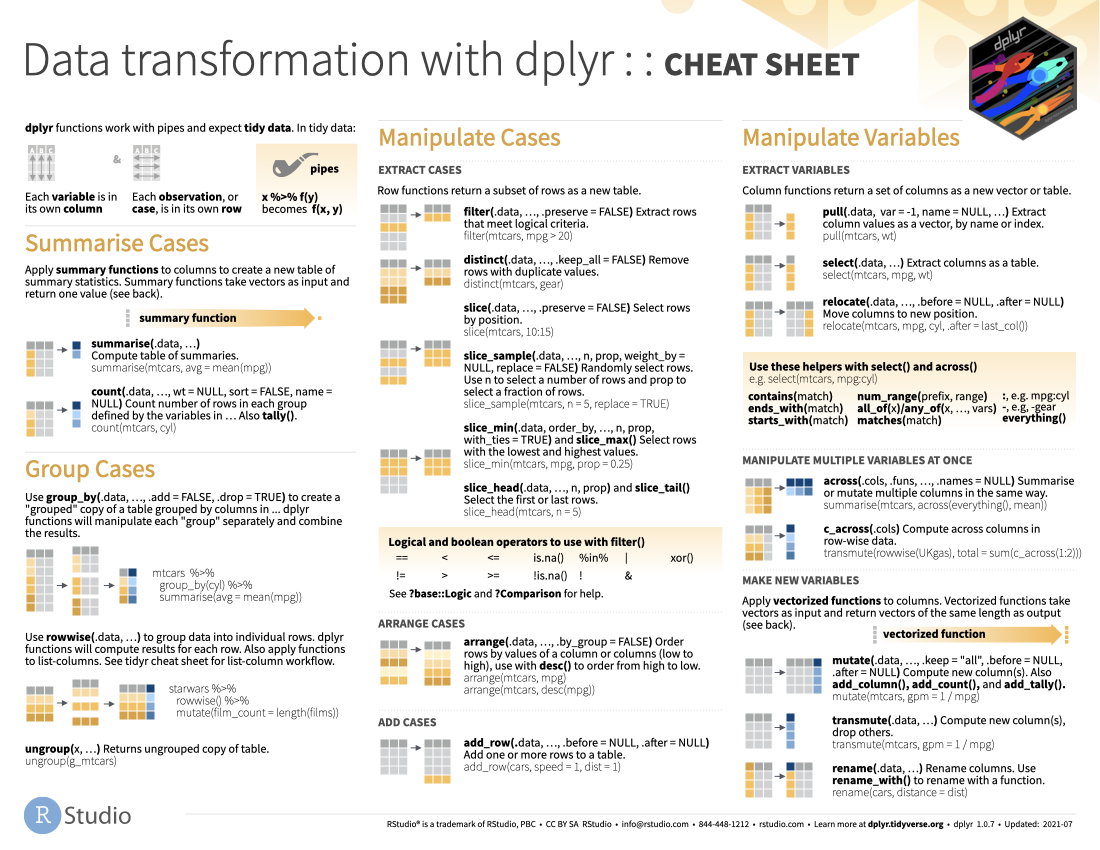 Data transformation with dplyr : : CHEAT SHEET
dplyr
dplyr functions work with pipes and expect tidy data. In tidy data:
A B C
&
A B C
pipes
Each variable is in
its own column
Each observation, or
case, is in its own row
x %>% f(y)
becomes f(x, y)
Summarise Cases
Apply summary functions to columns to create a new table of
summary statistics. Summary functions take vectors as input and
return one value (see back).
summary function
summarise(.data, …)
Compute table of summaries.
summarise(mtcars, avg = mean(mpg))
count(.data, …, wt = NULL, sort = FALSE, name =
NULL) Count number of rows in each group
defined by the variables in … Also tally().
count(mtcars, cyl)
Group Cases
Use group_by(.data, …, .add = FALSE, .drop = TRUE) to create a
"grouped" copy of a table grouped by columns in ... dplyr
functions will manipulate each "group" separately and combine
the results.
mtcars %>%
group_by(cyl) %>%
summarise(avg = mean(mpg))
Use rowwise(.data, …) to group data into individual rows. dplyr
functions will compute results for each row. Also apply functions
to list-columns. See tidyr cheat sheet for list-column workflow.
starwars %>%
rowwise() %>%
mutate(film_count = length(films))
ungroup(x, …) Returns ungrouped copy of table.
ungroup(g_mtcars)
Manipulate Cases
EXTRACT CASES
Row functions return a subset of rows as a new table.
filter(.data, …, .preserve = FALSE) Extract rows
that meet logical criteria.
filter(mtcars, mpg > 20)
distinct(.data, …, .keep_all = FALSE) Remove
rows with duplicate values.
distinct(mtcars, gear)
slice(.data, …, .preserve = FALSE) Select rows
by position.
slice(mtcars, 10:15)
slice_sample(.data, …, n, prop, weight_by =
NULL, replace = FALSE) Randomly select rows.
Use n to select a number of rows and prop to
select a fraction of rows.
slice_sample(mtcars, n = 5, replace = TRUE)
slice_min(.data, order_by, …, n, prop,
with_ties = TRUE) and slice_max() Select rows
with the lowest and highest values.
slice_min(mtcars, mpg, prop = 0.25)
slice_head(.data, …, n, prop) and slice_tail()
Select the first or last rows.
slice_head(mtcars, n = 5)
Logical and boolean operators to use with filter()
== < <= is.na() %in% | xor()
!= > >= !is.na() ! &
See ?base::Logic and ?Comparison for help.
ARRANGE CASES
arrange(.data, …, .by_group = FALSE) Order
rows by values of a column or columns (low to
high), use with desc() to order from high to low.
arrange(mtcars, mpg)
arrange(mtcars, desc(mpg))
ADD CASES
add_row(.data, …, .before = NULL, .after = NULL)
Add one or more rows to a table.
add_row(cars, speed = 1, dist = 1)
Manipulate Variables
EXTRACT VARIABLES
Column functions return a set of columns as a new vector or table.
pull(.data, var = -1, name = NULL, …) Extract
column values as a vector, by name or index.
pull(mtcars, wt)
select(.data, …) Extract columns as a table.
select(mtcars, mpg, wt)
relocate(.data, …, .before = NULL, .after = NULL)
Move columns to new position.
relocate(mtcars, mpg, cyl, .after = last_col())
Use these helpers with select() and across()
e.g. select(mtcars, mpg:cyl)
contains(match) num_range(prefix, range) :, e.g. mpg:cyl
ends_with(match) all_of(x)/any_of(x, …, vars) -, e.g, -gear
starts_with(match) matches(match) everything()
MANIPULATE MULTIPLE VARIABLES AT ONCE
across(.cols, .funs, …, .names = NULL) Summarise
or mutate multiple columns in the same way.
summarise(mtcars, across(everything(), mean))
c_across(.cols) Compute across columns in
row-wise data.
transmute(rowwise(UKgas), total = sum(c_across(1:2)))
MAKE NEW VARIABLES
Apply vectorized functions to columns. Vectorized functions take
vectors as input and return vectors of the same length as output
(see back).
vectorized function
mutate(.data, …, .keep = "all", .before = NULL,
.after = NULL) Compute new column(s). Also
add_column(), add_count(), and add_tally().
mutate(mtcars, gpm = 1 / mpg)
transmute(.data, …) Compute new column(s),
drop others.
transmute(mtcars, gpm = 1 / mpg)
rename(.data, …) Rename columns. Use
rename_with() to rename with a function.
rename(cars, distance = dist)
R Studio
RStudio® is a trademark of RStudio, PBC • CC BY SA RStudio • info@rstudio.com • 844-448-1212 • rstudio.com • Learn more at dplyr.tidyverse.org • dplyr 1.0.7 • Updated: 2021-07